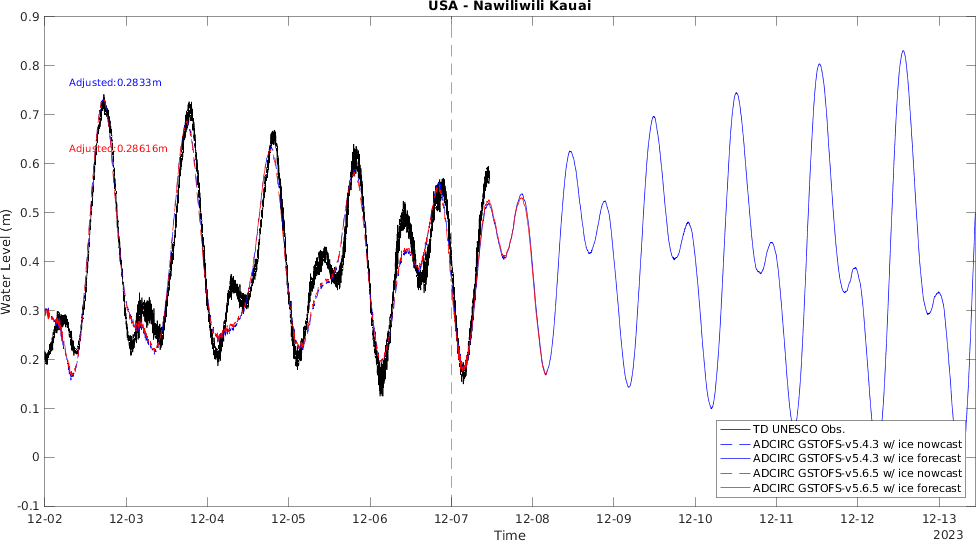 USA - Nawiliwili Kauai
0.9
0.8
0.7
0.6
0.5
0.4
0.3
0.2
0.1
0
-0.1
Water Level (m)
Adjusted:0.2833m
Adjusted:0.28616m
TD UNESCO Obs.
ADCIRC GSTOFS-v5.4.3 w/ ice nowcast
ADCIRC GSTOFS-v5.4.3 w/ ice forecast
ADCIRC GSTOFS-v5.6.5 w/ ice nowcast
ADCIRC GSTOFS-v5.6.5 w/ ice forecast
12-02 12-03 12-04 12-05 12-06 12-07 12-08 12-09 12-10 12-11 12-12 12-13
Time
2023